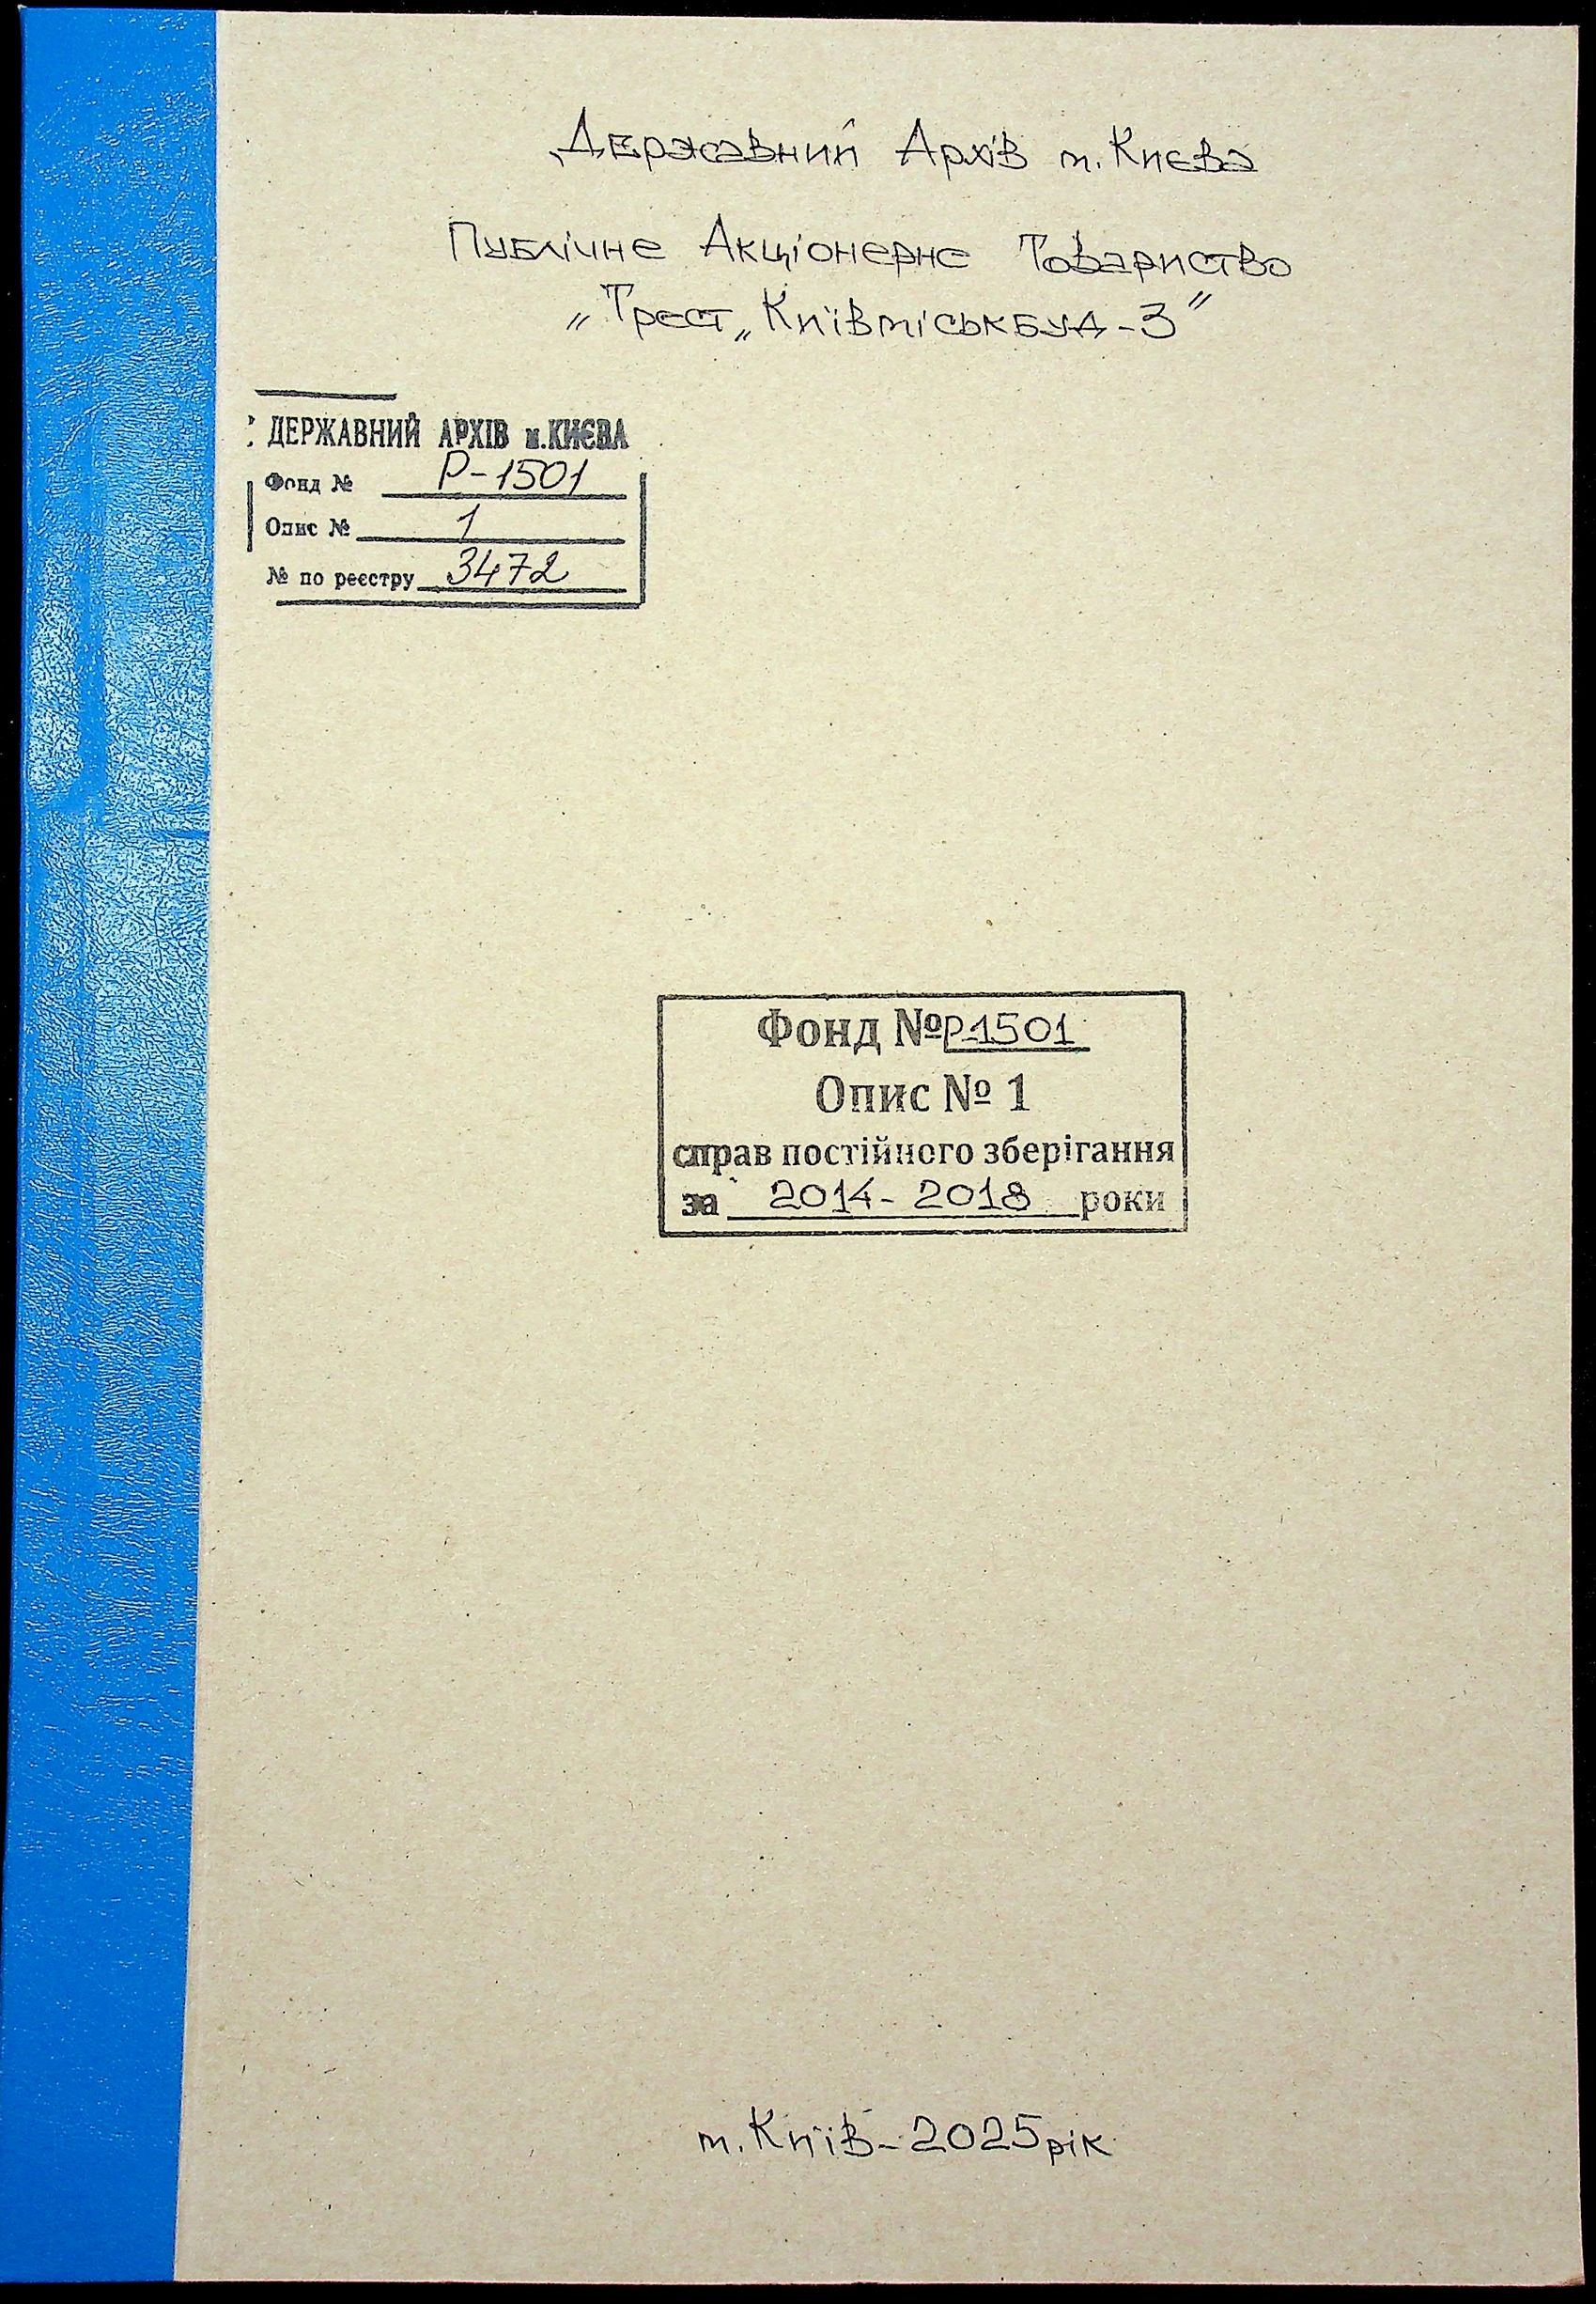 Державний Архів м. Києва
Публічне Акціонерне Товариство
„Трест „Київміськбуд-3"
ДЕРЖАВНИЙ АРХІВ м.КИЄВА
Фонд № Р-1501
Опис № 1
№ по реєстру 3472
Фонд № Р-1501
Опис № 1
справ постійного зберігання
за 2014-2018 роки
м. Київ-2025 рік